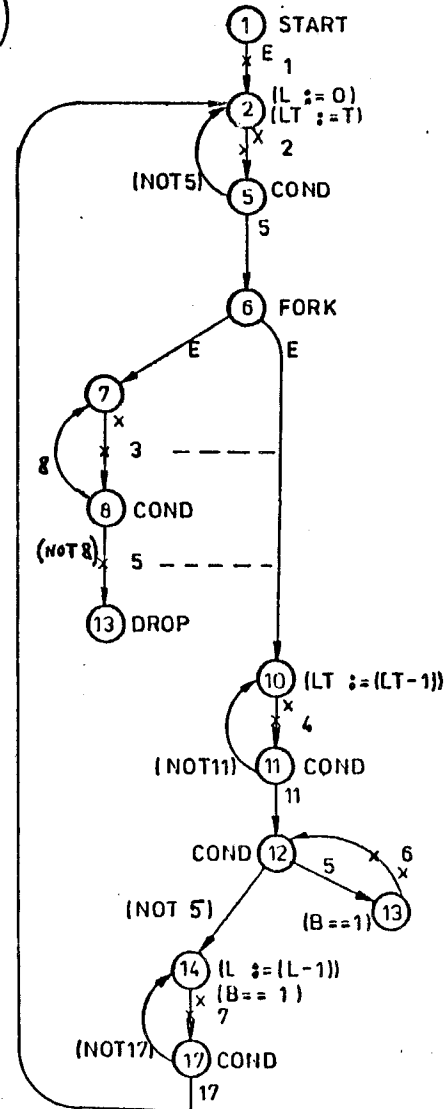 1 START
E 1
2 (L := 0)
(LT := T)
2
(NOT5)
5 COND
5
6 FORK
E E
7
3
8
8 COND
(NOT 8) 5
13 DROP
10 (LT := (LT-1))
4
(NOT11)
11 COND
11
COND 12
5 6
(NOT 5)
13
(B==1)
14 (L := (L-1))
(B== 1)
7
(NOT17)
17 COND
17